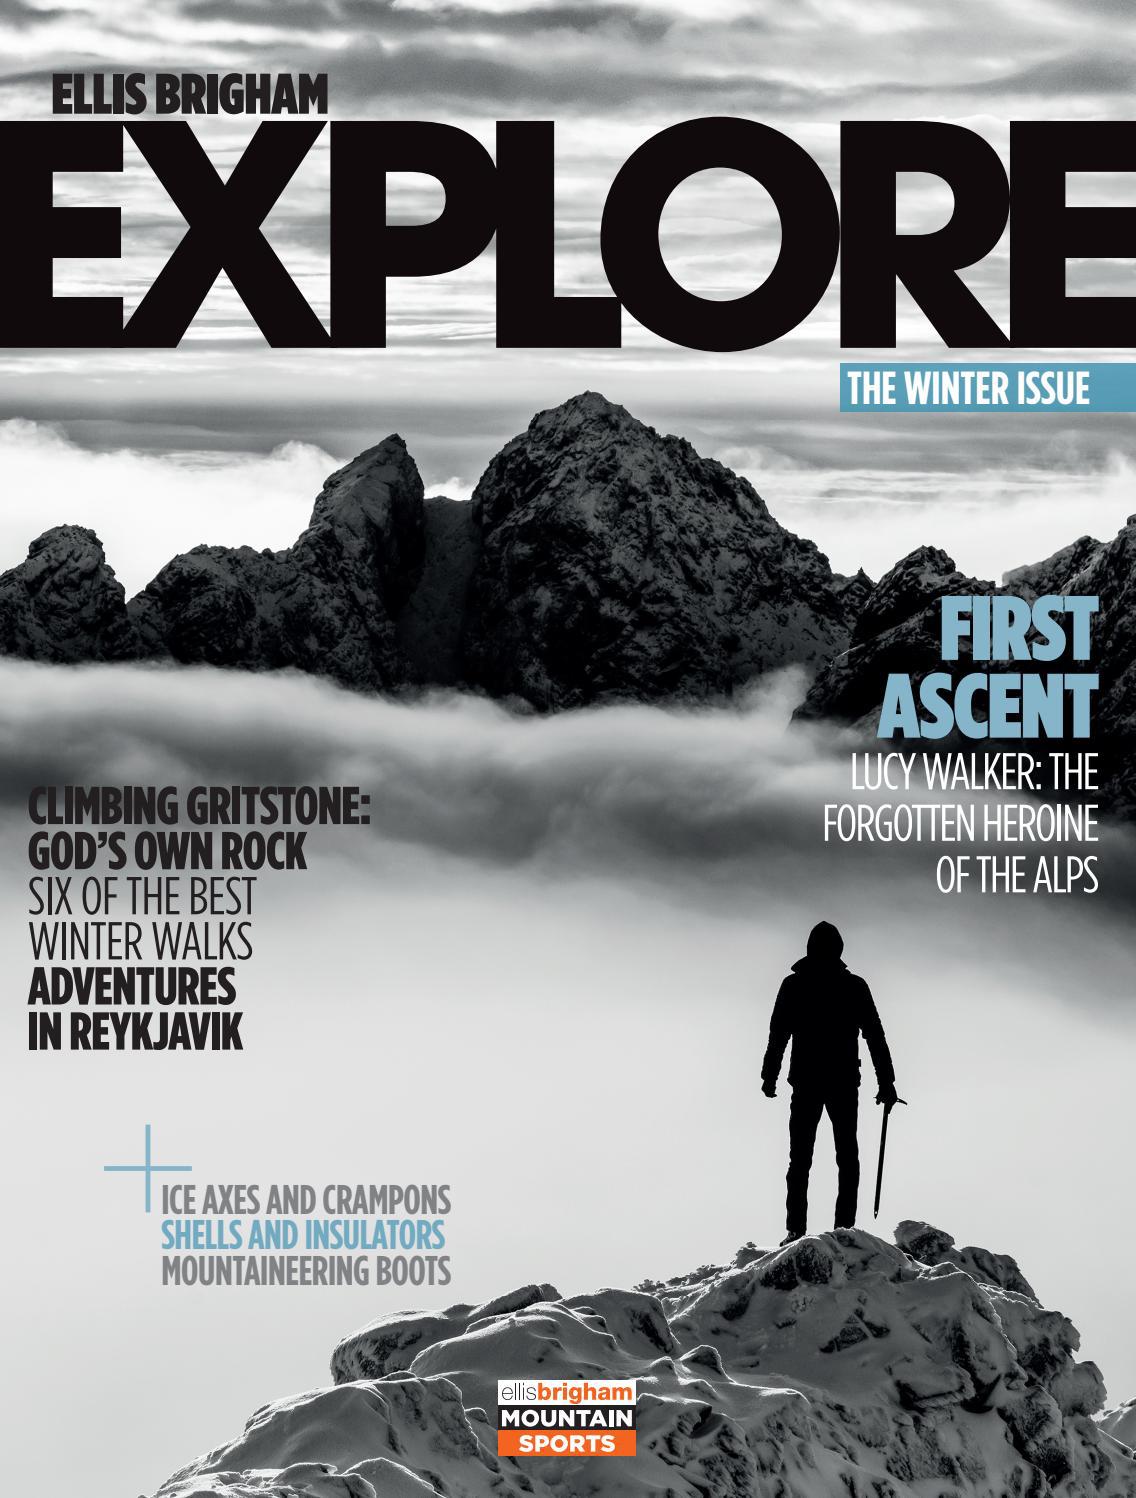 ELLIS BRIGHAM
EXPLORE
THE WINTER ISSUE
FIRST
ASCENT
LUCY WALKER: THE
FORGOTTEN HEROINE
OF THE ALPS
CLIMBING GRITSTONE:
GOD'S OWN ROCK
SIX OF THE BEST
WINTER WALKS
ADVENTURES
IN REYKJAVIK
ICE AXES AND CRAMPONS
SHELLS AND INSULATORS
MOUNTAINEERING BOOTS
ellisbrigham
MOUNTAIN
SPORTS